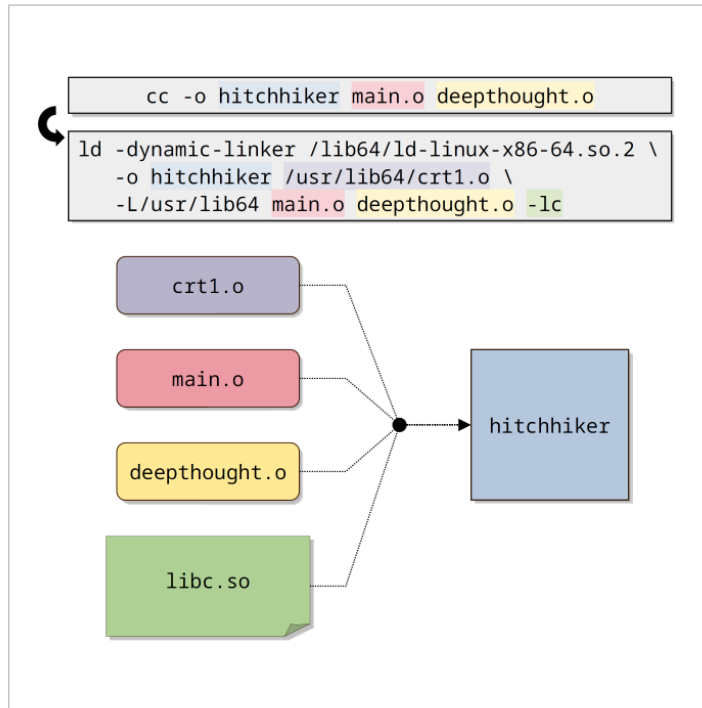 cc -o hitchhiker main.o deepthought.o
ld -dynamic-linker /lib64/ld-linux-x86-64.so.2 \
-o hitchhiker /usr/lib64/crt1.o \
-L/usr/lib64 main.o deepthought.o -lc
crt1.o
main.o
hitchhiker
deepthought.o
libc.so